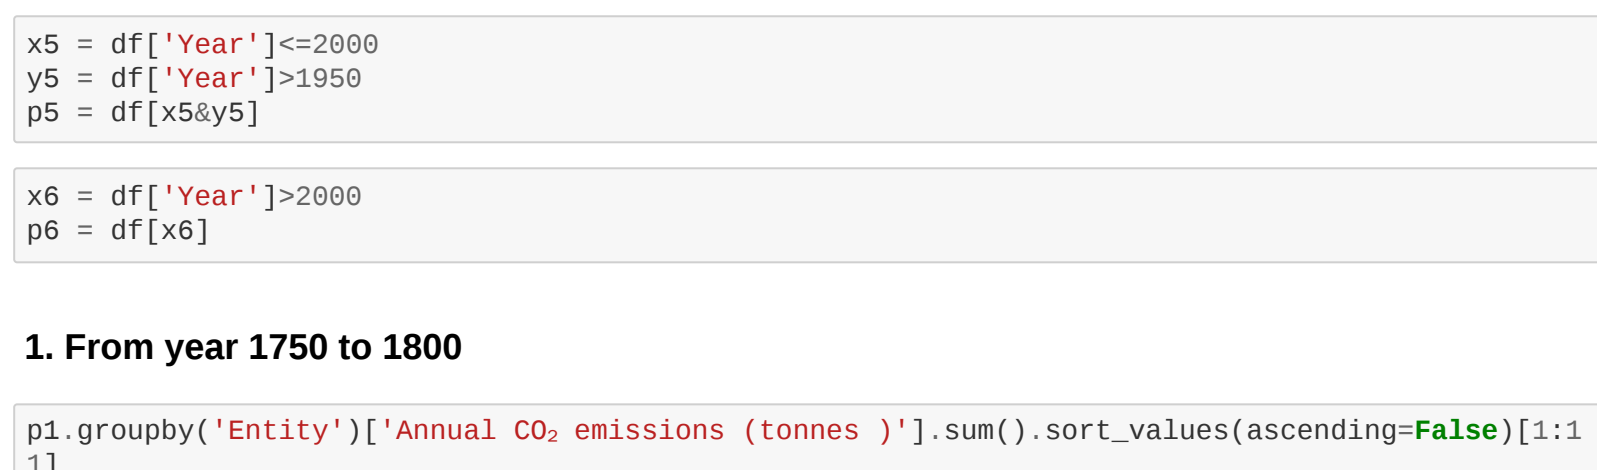 x5 = df['Year']<=2000
y5 = df['Year']>1950
p5 = df[x5&y5]
x6 = df['Year']>2000
p6 = df[x6]
1. From year 1750 to 1800
p1.groupby('Entity')['Annual CO₂ emissions (tonnes )'].sum().sort_values(ascending=False)[1:1
1]